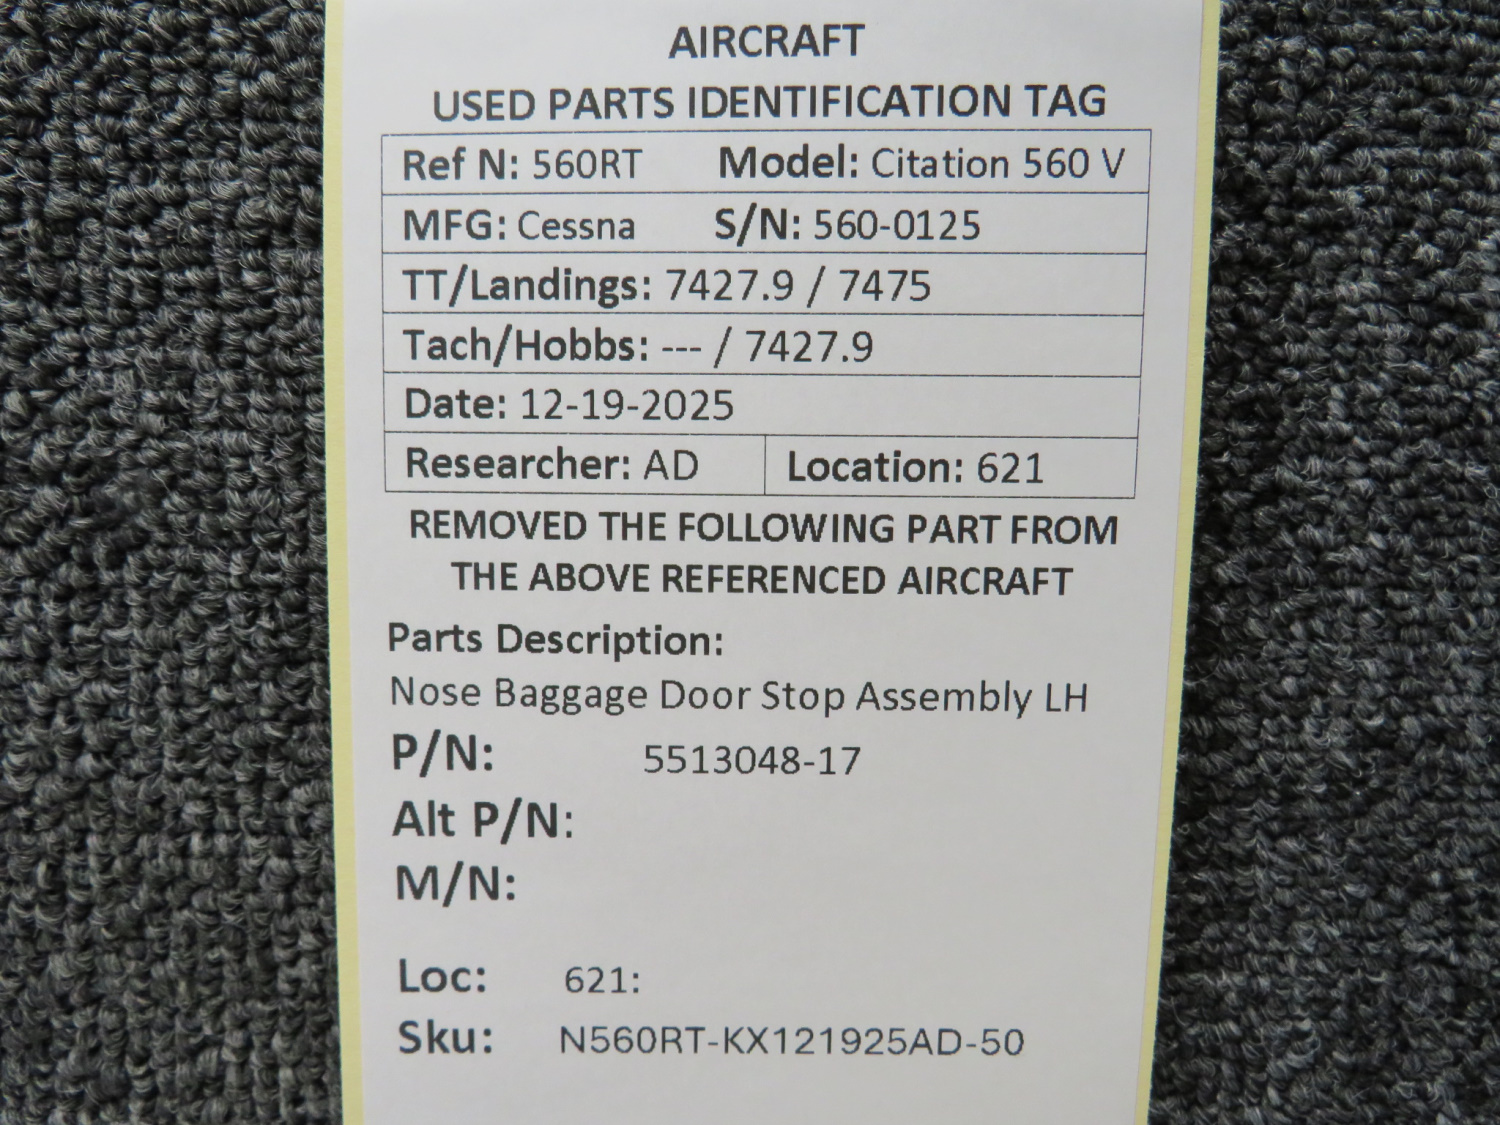 AIRCRAFT
USED PARTS IDENTIFICATION TAG
Ref N: 560RT Model: Citation 560 V
MFG: Cessna S/N: 560-0125
TT/Landings: 7427.9 / 7475
Tach/Hobbs: --- / 7427.9
Date: 12-19-2025
Researcher: AD Location: 621
REMOVED THE FOLLOWING PART FROM
THE ABOVE REFERENCED AIRCRAFT
Parts Description:
Nose Baggage Door Stop Assembly LH
P/N: 5513048-17
Alt P/N:
M/N:
Loc: 621:
Sku: N560RT-KX121925AD-50